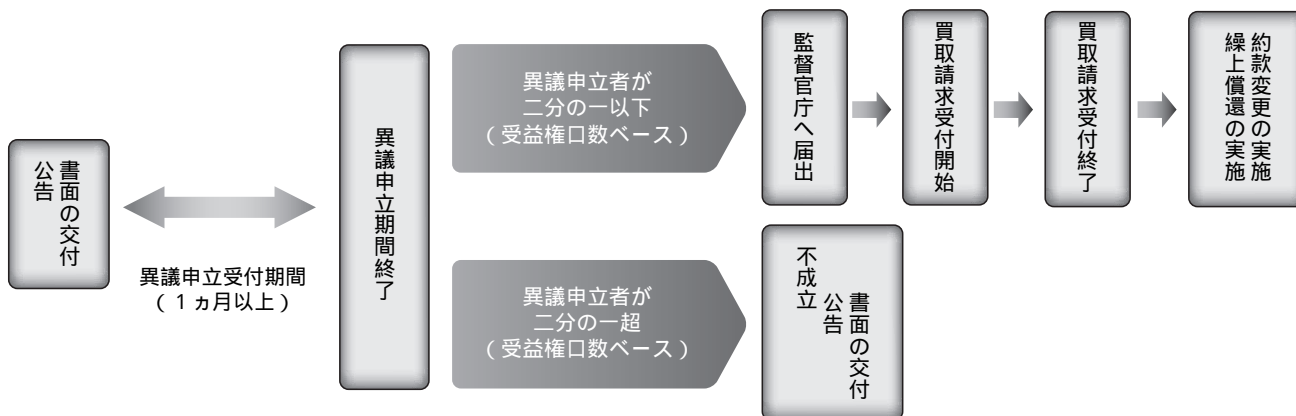 書面の交付
公告
異議申立受付期間
（１ヵ月以上）
異議申立期間終了
異議申立者が
二分の一以下
（受益権口数ベース）
監督官庁へ届出
買取請求受付開始
買取請求受付終了
約款変更の実施
繰上償還の実施
異議申立者が
二分の一超
（受益権口数ベース）
書面の交付
公告
不成立